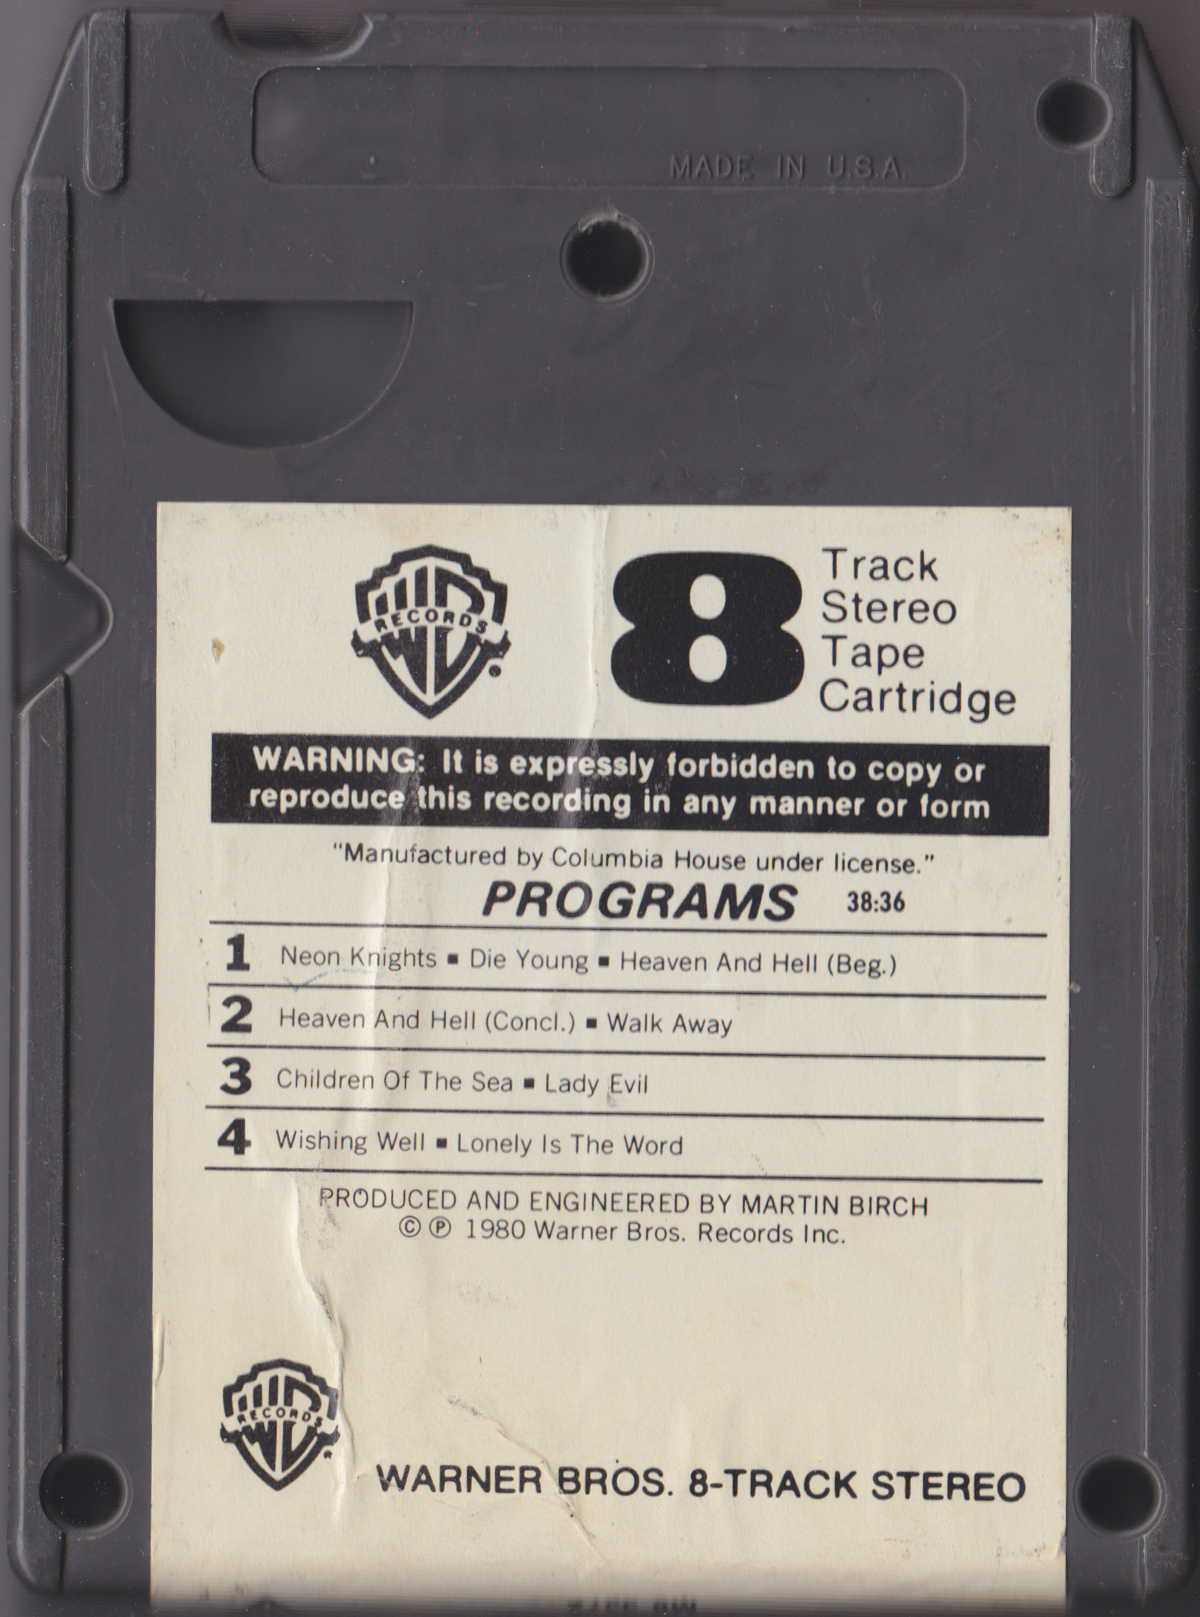 MADE IN U.S.A.
RECORDS
8
Track
Stereo
Tape
Cartridge
WARNING: It is expressly forbidden to copy or
reproduce this recording in any manner or form
"Manufactured by Columbia House under license."
PROGRAMS 38:36
1 Neon Knights ▪ Die Young ▪ Heaven And Hell (Beg.)
2 Heaven And Hell (Concl.) ▪ Walk Away
3 Children Of The Sea ▪ Lady Evil
4 Wishing Well ▪ Lonely Is The Word
PRODUCED AND ENGINEERED BY MARTIN BIRCH
© ℗ 1980 Warner Bros. Records Inc.
RECORDS
WARNER BROS. 8-TRACK STEREO